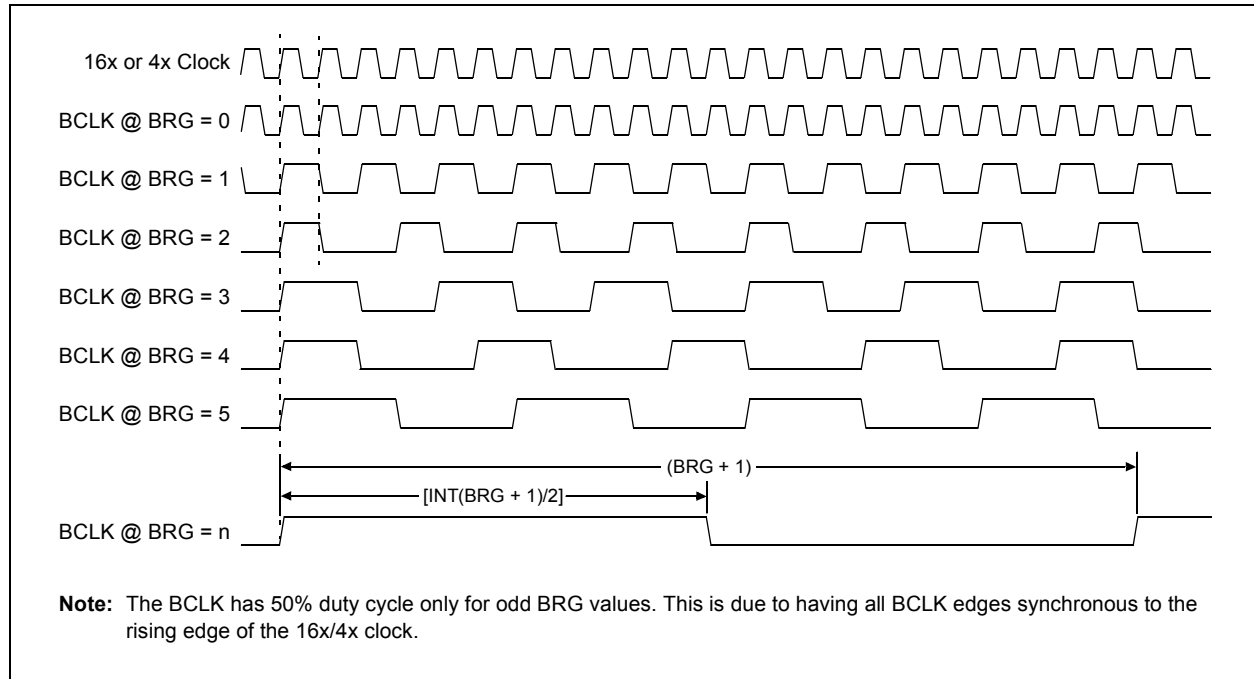 16x or 4x Clock
BCLK @ BRG = 0
BCLK @ BRG = 1
BCLK @ BRG = 2
BCLK @ BRG = 3
BCLK @ BRG = 4
BCLK @ BRG = 5
(BRG + 1)
[INT(BRG + 1)/2]
BCLK @ BRG = n
Note: The BCLK has 50% duty cycle only for odd BRG values. This is due to having all BCLK edges synchronous to the
rising edge of the 16x/4x clock.